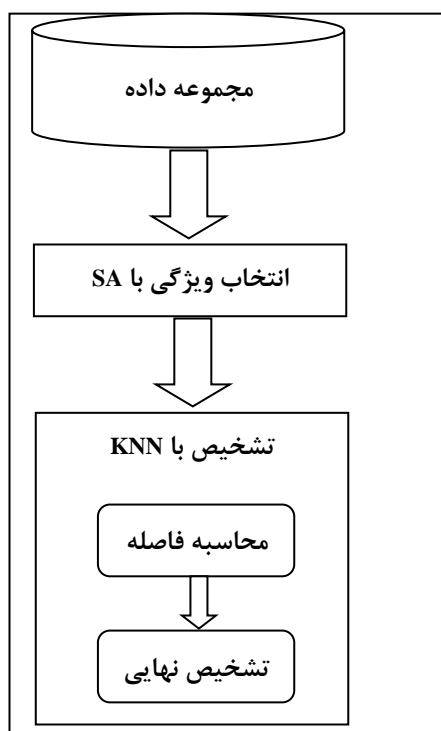 مجموعه داده
انتخاب ویژگی با SA
تشخیص با KNN
محاسبه فاصله
تشخیص نهایی